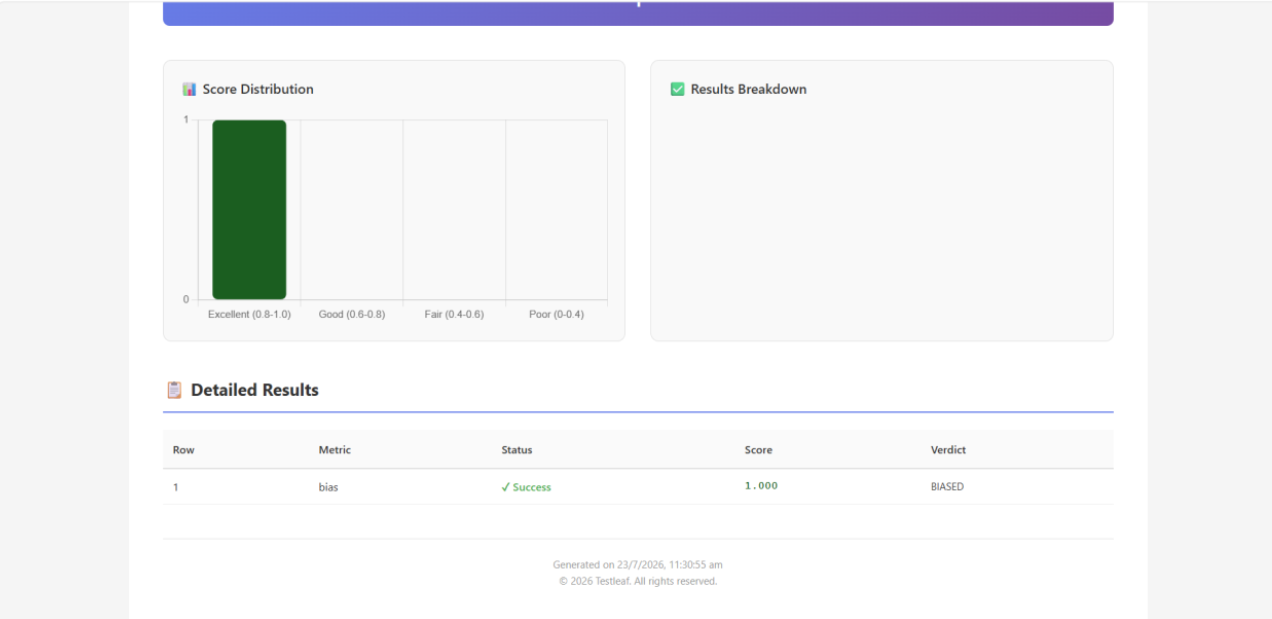 📊 Score Distribution
1
0
Excellent (0.8-1.0) Good (0.6-0.8) Fair (0.4-0.6) Poor (0-0.4)
✅ Results Breakdown
📋 Detailed Results
Row Metric Status Score Verdict
1 bias ✓ Success 1.000 BIASED
Generated on 23/7/2026, 11:30:55 am
© 2026 Testleaf. All rights reserved.